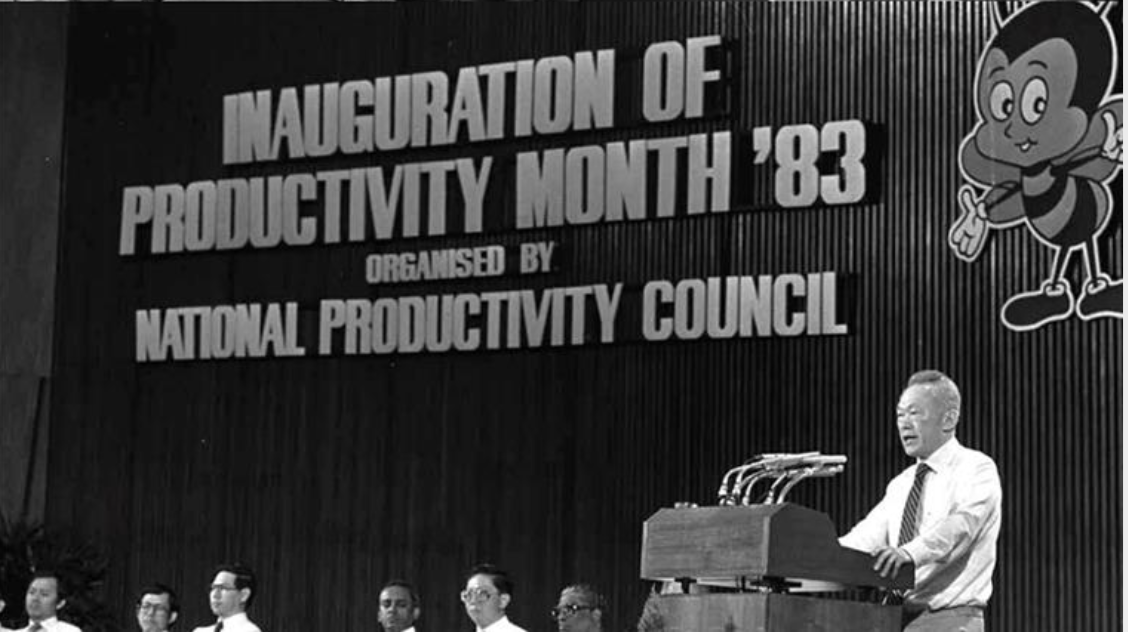 INAUGURATION OF
PRODUCTIVITY MONTH '83
ORGANISED BY
NATIONAL PRODUCTIVITY COUNCIL